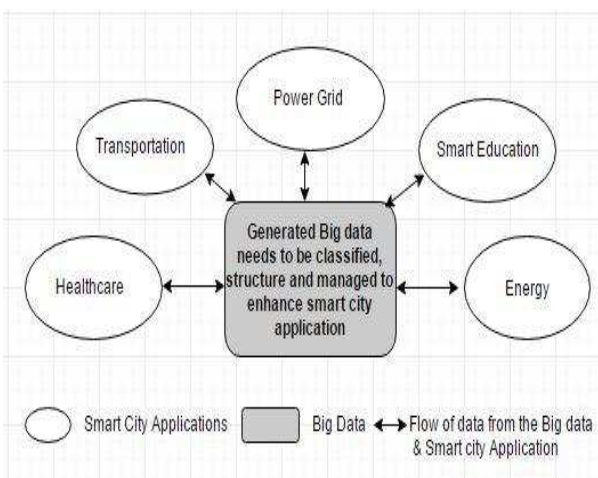 Power Grid
Transportation
Smart Education
Generated Big data
needs to be classified,
structure and managed to
enhance smart city
application
Healthcare
Energy
Smart City Applications
Big Data
Flow of data from the Big data
& Smart city Application